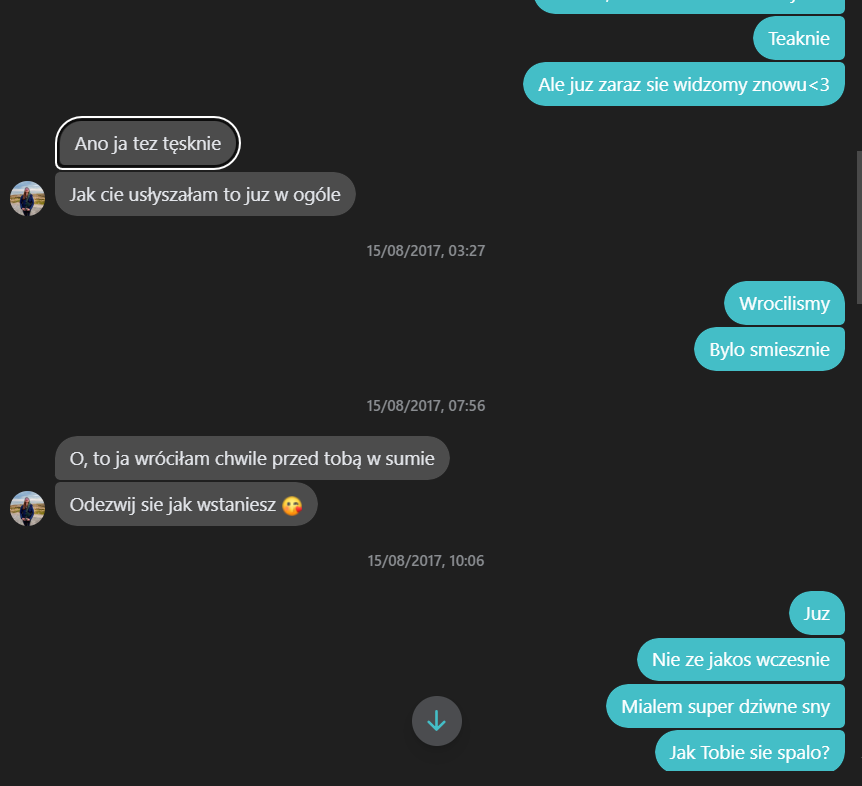 Teaknie
Ale juz zaraz sie widzomy znowu<3
Ano ja tez tęsknie
Jak cie usłyszałam to juz w ogóle
15/08/2017, 03:27
Wrocilismy
Bylo smiesznie
15/08/2017, 07:56
O, to ja wróciłam chwile przed tobą w sumie
Odezwij sie jak wstaniesz 😘
15/08/2017, 10:06
Juz
Nie ze jakos wczesnie
Mialem super dziwne sny
Jak Tobie sie spalo?